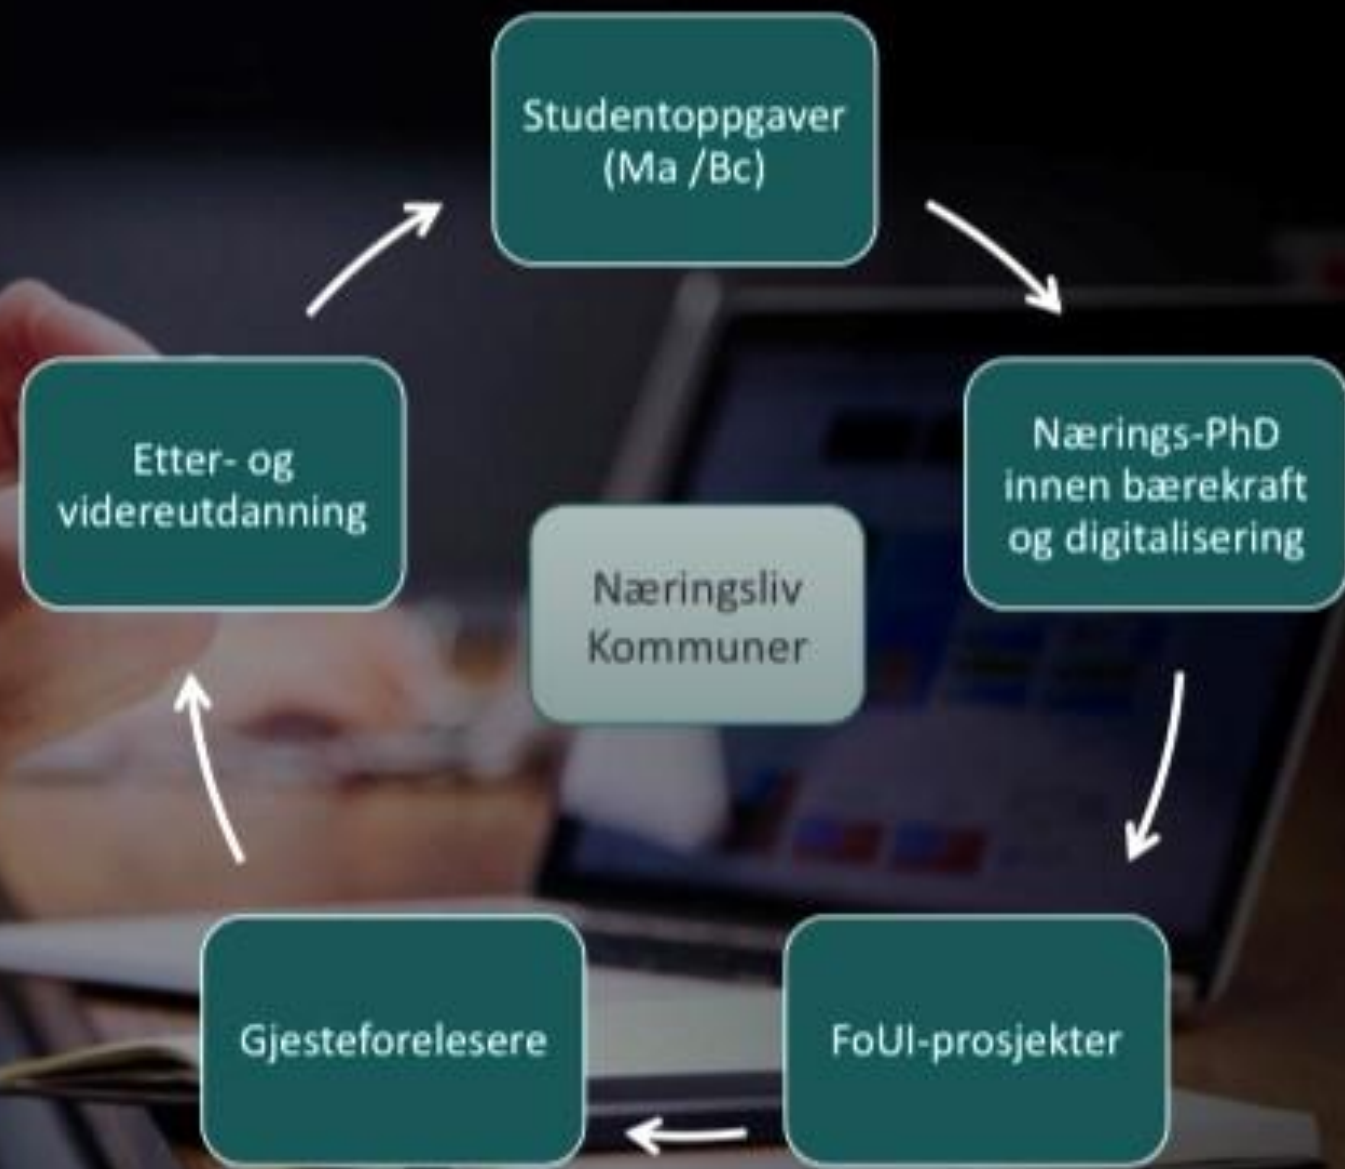 Studentoppgaver
(Ma /Bc)
Nærings-PhD
innen bærekraft
og digitalisering
FoUI-prosjekter
Gjesteforelesere
Etter- og
videreutdanning
Næringsliv
Kommuner